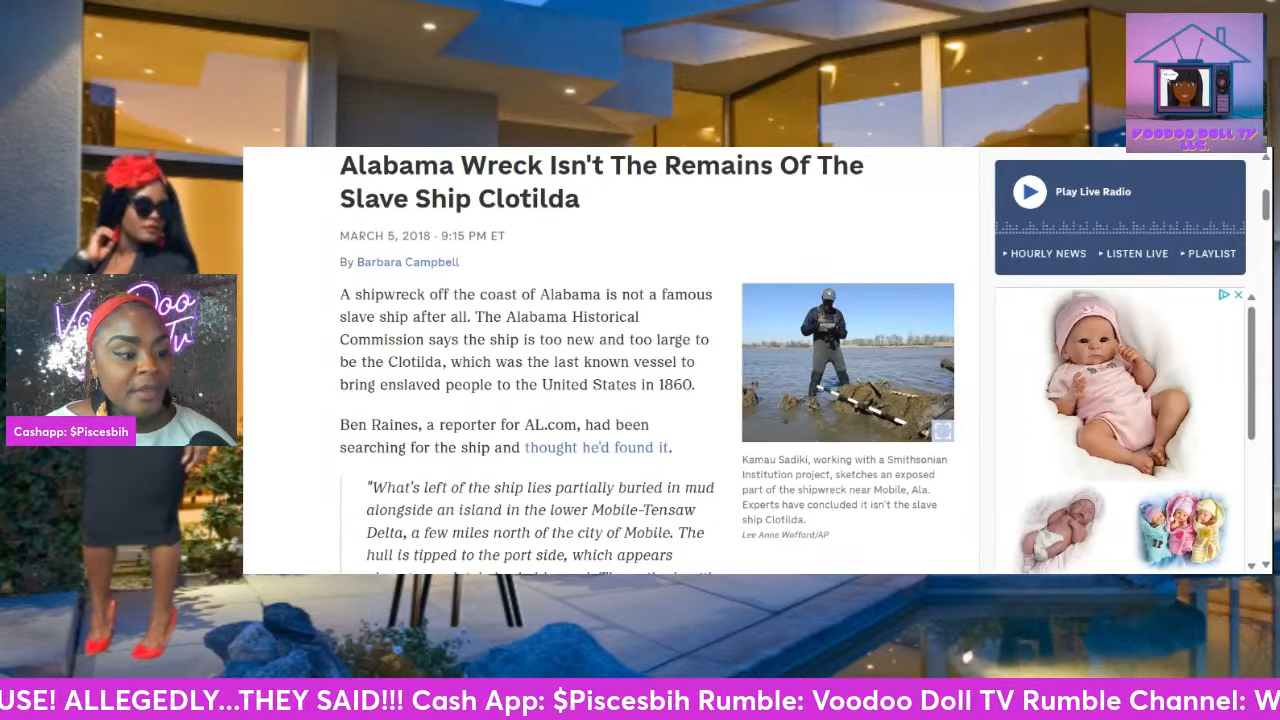 VOODOO DOLL TV
LLC.
Alabama Wreck Isn't The Remains Of The
Slave Ship Clotilda
MARCH 5, 2018 · 9:15 PM ET
By Barbara Campbell
A shipwreck off the coast of Alabama is not a famous
slave ship after all. The Alabama Historical
Commission says the ship is too new and too large to
be the Clotilda, which was the last known vessel to
bring enslaved people to the United States in 1860.
Ben Raines, a reporter for AL.com, had been
searching for the ship and thought he'd found it.
"What's left of the ship lies partially buried in mud
alongside an island in the lower Mobile-Tensaw
Delta, a few miles north of the city of Mobile. The
hull is tipped to the port side, which appears
Kamau Sadiki, working with a Smithsonian
Institution project, sketches an exposed
part of the shipwreck near Mobile, Ala.
Experts have concluded it isn't the slave
ship Clotilda.
Lee Anne Wofford/AP
Play Live Radio
HOURLY NEWS LISTEN LIVE PLAYLIST
VooDoo
Tv
Cashapp: $Piscesbih
USE! ALLEGEDLY...THEY SAID!!! Cash App: $Piscesbih Rumble: Voodoo Doll TV Rumble Channel: W